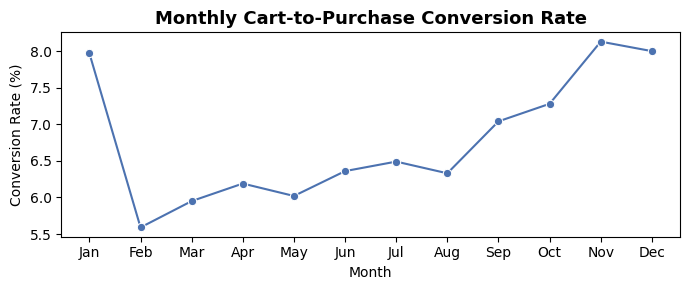 Monthly Cart-to-Purchase Conversion Rate
Conversion Rate (%)
8.0
7.5
7.0
6.5
6.0
5.5
Jan Feb Mar Apr May Jun Jul Aug Sep Oct Nov Dec
Month